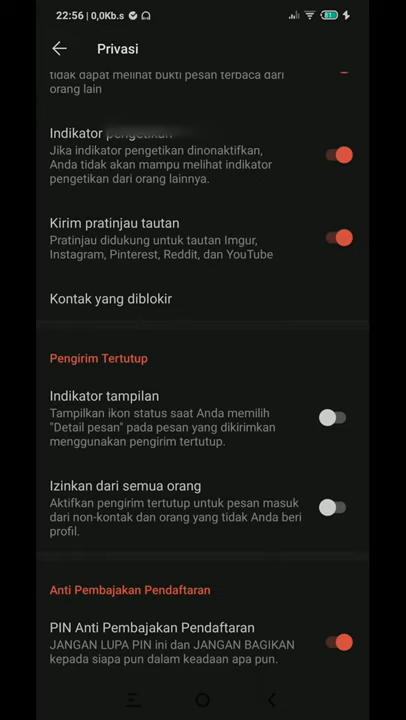 22:56 | 0,0Kb.s
81
Privasi
tidak dapat melihat bukti pesan terbaca dari
orang lain
Indikator pengetikan
Jika indikator pengetikan dinonaktifkan,
Anda tidak akan mampu melihat indikator
pengetikan dari orang lainnya.
Kirim pratinjau tautan
Pratinjau didukung untuk tautan Imgur,
Instagram, Pinterest, Reddit, dan YouTube
Kontak yang diblokir
Pengirim Tertutup
Indikator tampilan
Tampilkan ikon status saat Anda memilih
"Detail pesan" pada pesan yang dikirimkan
menggunakan pengirim tertutup.
Izinkan dari semua orang
Aktifkan pengirim tertutup untuk pesan masuk
dari non-kontak dan orang yang tidak Anda beri
profil.
Anti Pembajakan Pendaftaran
PIN Anti Pembajakan Pendaftaran
JANGAN LUPA PIN ini dan JANGAN BAGIKAN
kepada siapa pun dalam keadaan apa pun.